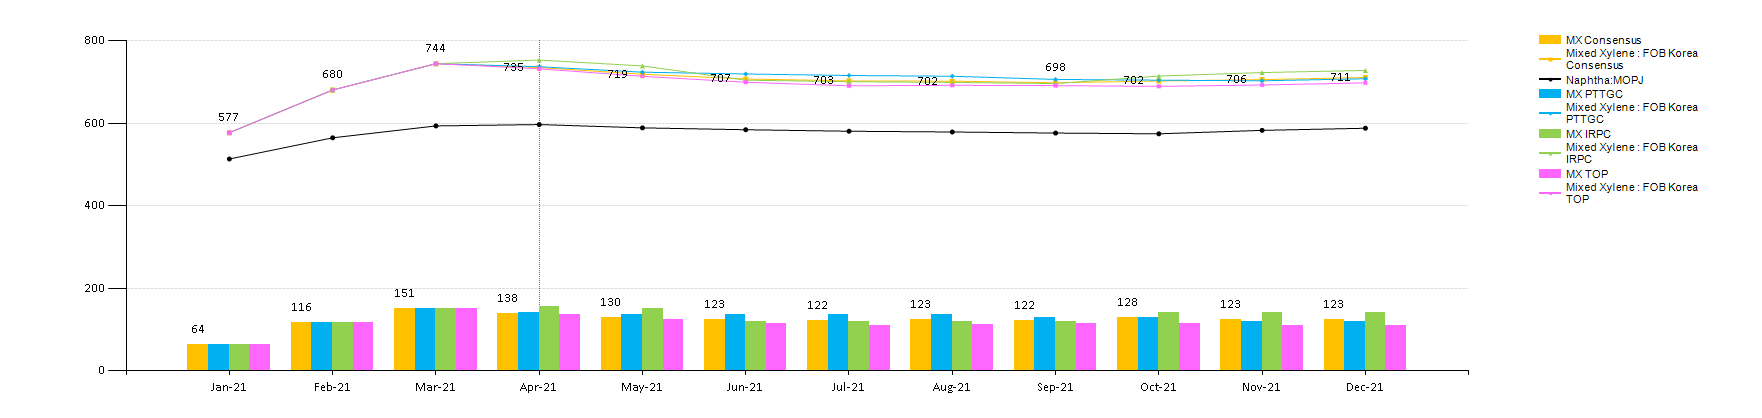 800
600
400
200
0
577
680
744
735
719
707
703
702
698
702
706
711
64
116
151
138
130
123
122
123
122
128
123
123
Jan-21
Feb-21
Mar-21
Apr-21
May-21
Jun-21
Jul-21
Aug-21
Sep-21
Oct-21
Nov-21
Dec-21
MX Consensus
Mixed Xylene : FOB Korea
Consensus
Naphtha:MOPJ
MX PTTGC
Mixed Xylene : FOB Korea
PTTGC
MX IRPC
Mixed Xylene : FOB Korea
IRPC
MX TOP
Mixed Xylene : FOB Korea
TOP